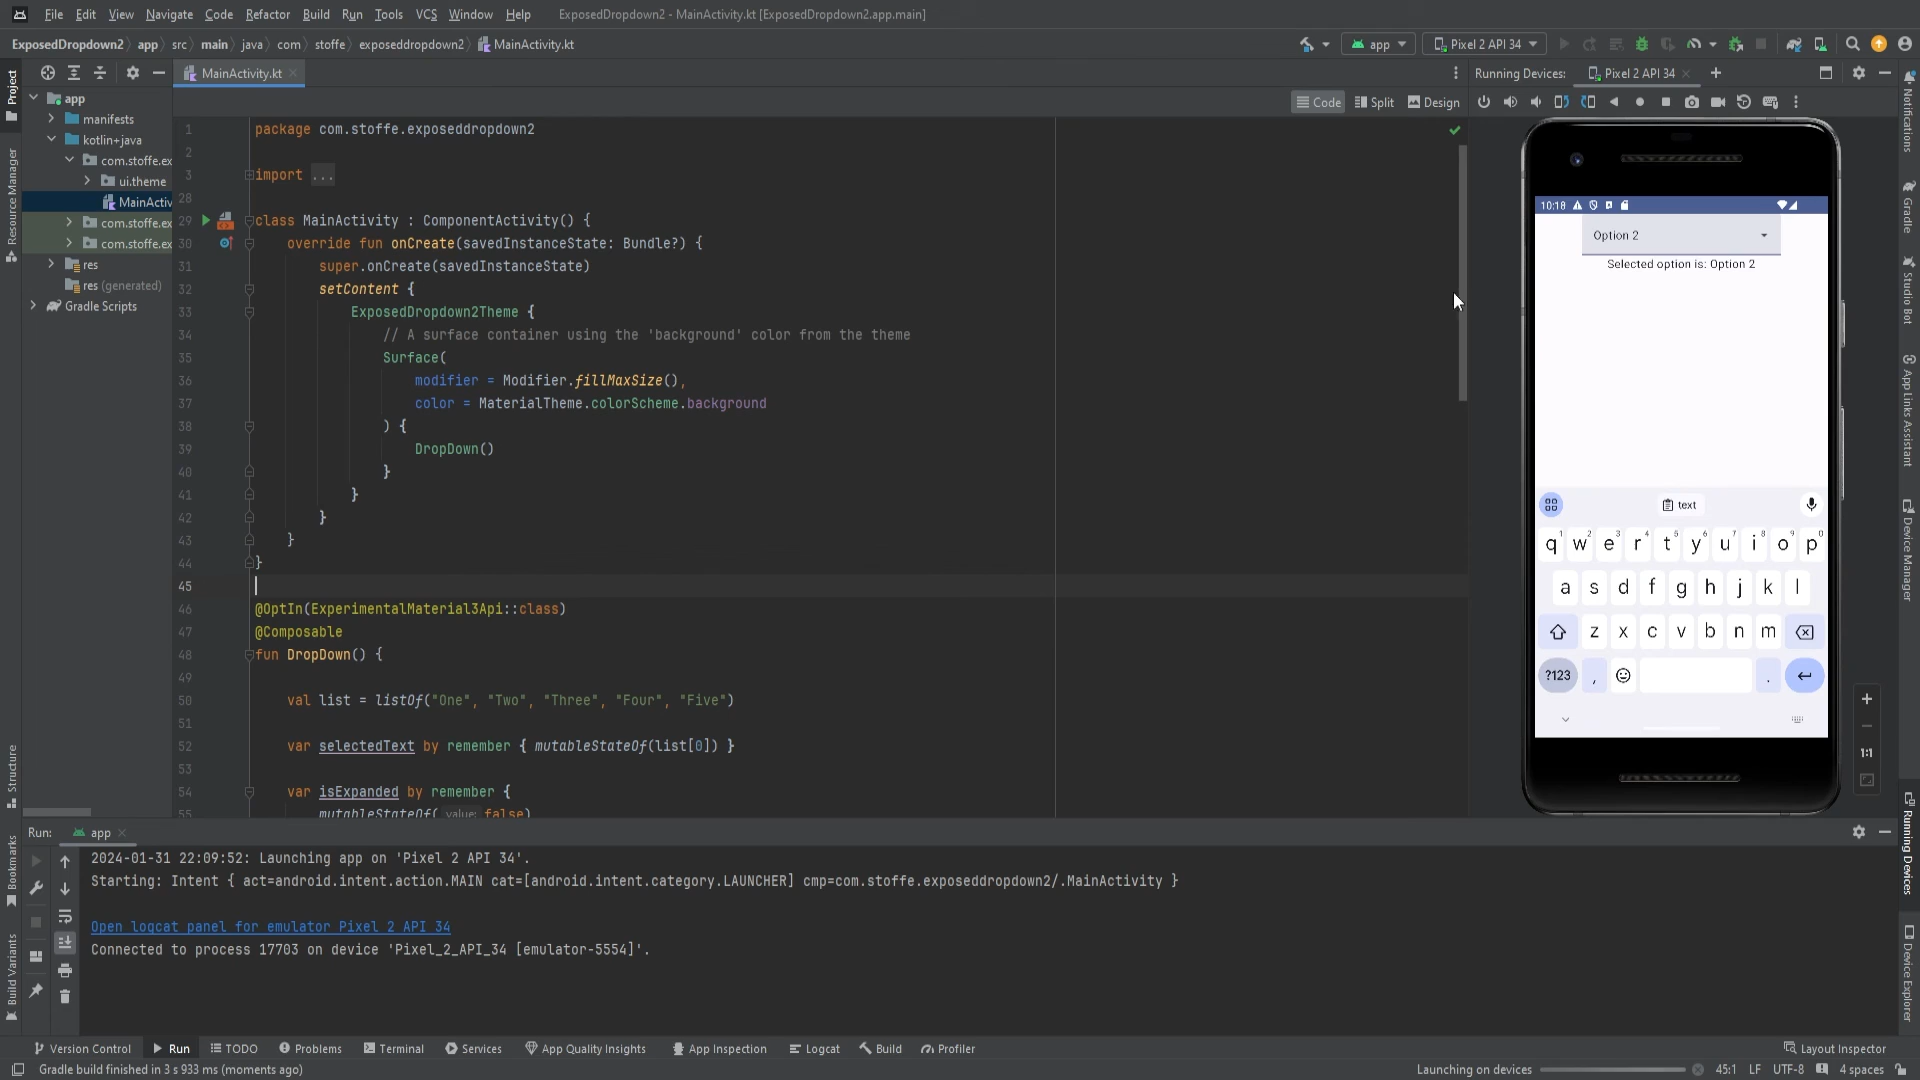 File Edit View Navigate Code Refactor Build Run Tools VCS Window Help ExposedDropdown2 - MainActivity.kt [ExposedDropdown2.app.main]
ExposedDropdown2 app src main java com stoffe exposeddropdown2 MainActivity.kt
app Pixel 2 API 34
MainActivity.kt
Running Devices: Pixel 2 API 34
Code Split Design
Project
Resource Manager
Structure
Bookmarks
Build Variants
app
manifests
kotlin+java
com.stoffe.ex
ui.theme
MainActiv
com.stoffe.ex
com.stoffe.ex
res
res (generated)
Gradle Scripts
1 package com.stoffe.exposeddropdown2
2
3 import ...
28
29 class MainActivity : ComponentActivity() {
30 override fun onCreate(savedInstanceState: Bundle?) {
31 super.onCreate(savedInstanceState)
32 setContent {
33 ExposedDropdown2Theme {
34 // A surface container using the 'background' color from the theme
35 Surface(
36 modifier = Modifier.fillMaxSize(),
37 color = MaterialTheme.colorScheme.background
38 ) {
39 DropDown()
40 }
41 }
42 }
43 }
44 }
45
46 @OptIn(ExperimentalMaterial3Api::class)
47 @Composable
48 fun DropDown() {
49
50 val list = listOf("One", "Two", "Three", "Four", "Five")
51
52 var selectedText by remember { mutableStateOf(list[0]) }
53
54 var isExpanded by remember {
55 mutableStateOf( value: false)
10:18
Option 2
Selected option is: Option 2
text
q1 w2 e3 r4 t5 y6 u7 i8 o9 p0
a s d f g h j k l
z x c v b n m
?123 , .
1:1
Notifications
Gradle
Studio Bot
App Links Assistant
Device Manager
Running Devices
Device Explorer
Run: app
2024-01-31 22:09:52: Launching app on 'Pixel 2 API 34'.
Starting: Intent { act=android.intent.action.MAIN cat=[android.intent.category.LAUNCHER] cmp=com.stoffe.exposeddropdown2/.MainActivity }
Open logcat panel for emulator Pixel 2 API 34
Connected to process 17703 on device 'Pixel_2_API_34 [emulator-5554]'.
Version Control Run TODO Problems Terminal Services App Quality Insights App Inspection Logcat Build Profiler Layout Inspector
Gradle build finished in 3 s 933 ms (moments ago) Launching on devices 45:1 LF UTF-8 4 spaces